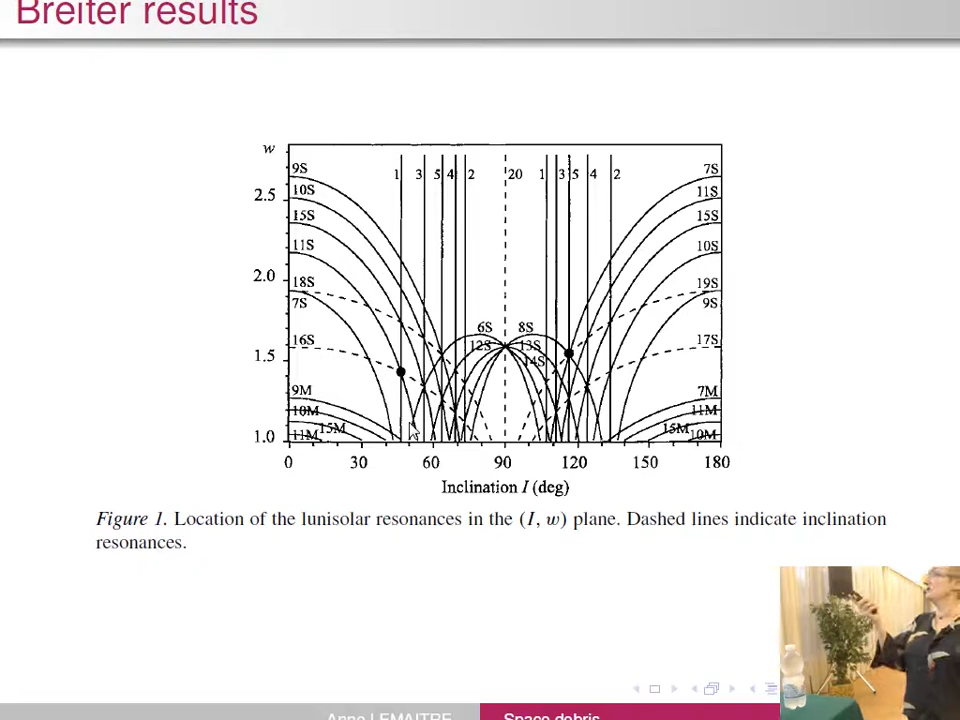 Breiter results
w
9S
10S
15S
11S
18S
7S
16S
9M
10M
15M
11M
1
3
5
4
2
20
1
3
5
4
2
7S
11S
15S
10S
19S
9S
17S
7M
11M
15M
10M
6S
8S
12S
13S
14S
2.5
2.0
1.5
1.0
0 30 60 90 120 150 180
Inclination I (deg)
Figure 1. Location of the lunisolar resonances in the (I, w) plane. Dashed lines indicate inclination
resonances.
Anne LEMAITRE
Space debris